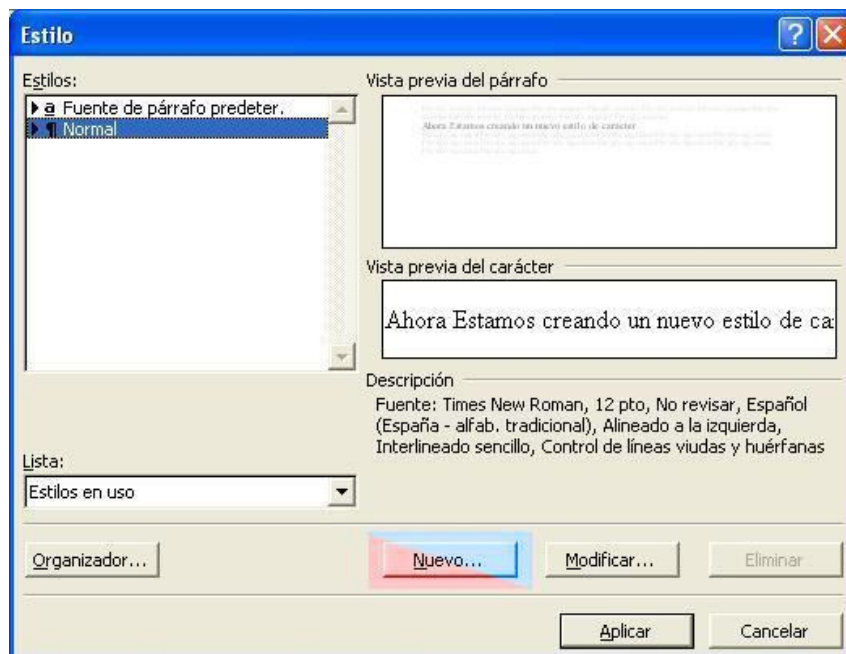 Estilo
Estilos:
a Fuente de párrafo predeter.
¶ Normal
Vista previa del párrafo
Ahora Estamos creando un nuevo estilo de carácter
Vista previa del carácter
Ahora Estamos creando un nuevo estilo de ca
Descripción
Fuente: Times New Roman, 12 pto, No revisar, Español
(España - alfab. tradicional), Alineado a la izquierda,
Interlineado sencillo, Control de líneas viudas y huérfanas
Lista:
Estilos en uso
Organizador...
Nuevo...
Modificar...
Eliminar
Aplicar
Cancelar